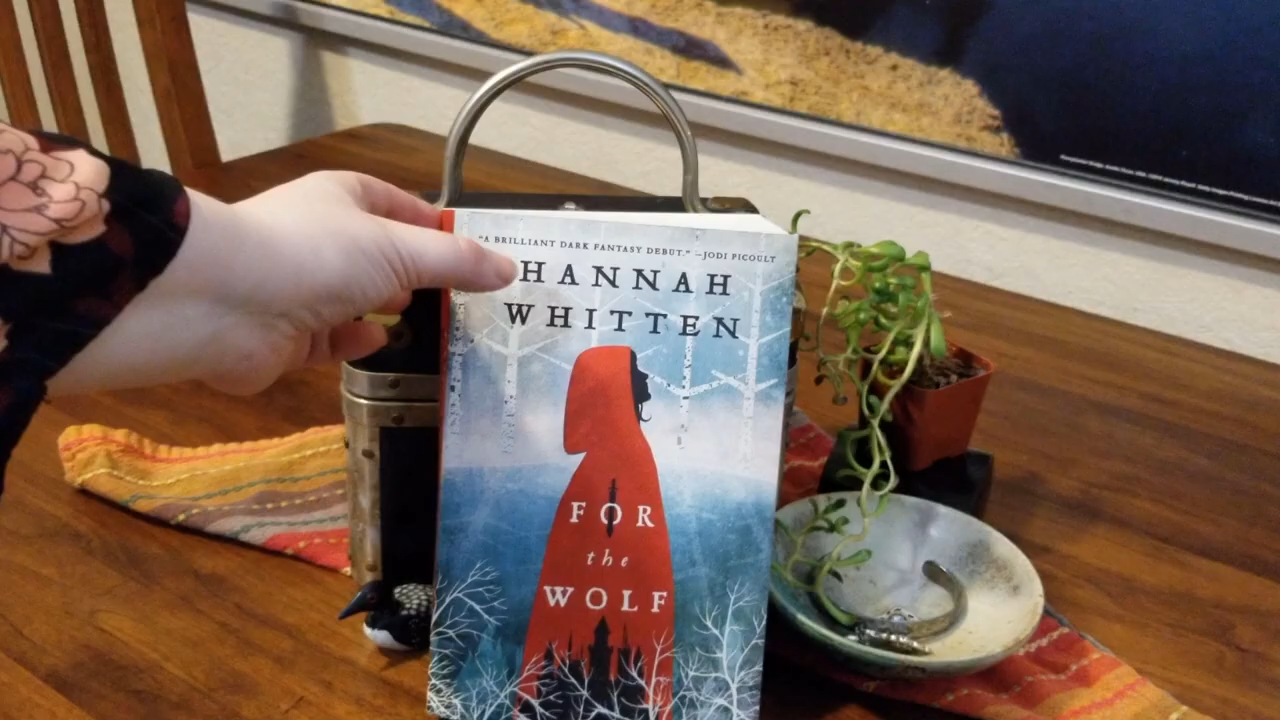 "A BRILLIANT DARK FANTASY DEBUT." —JODI PICOULT
HANNAH
WHITTEN
FOR
the
WOLF